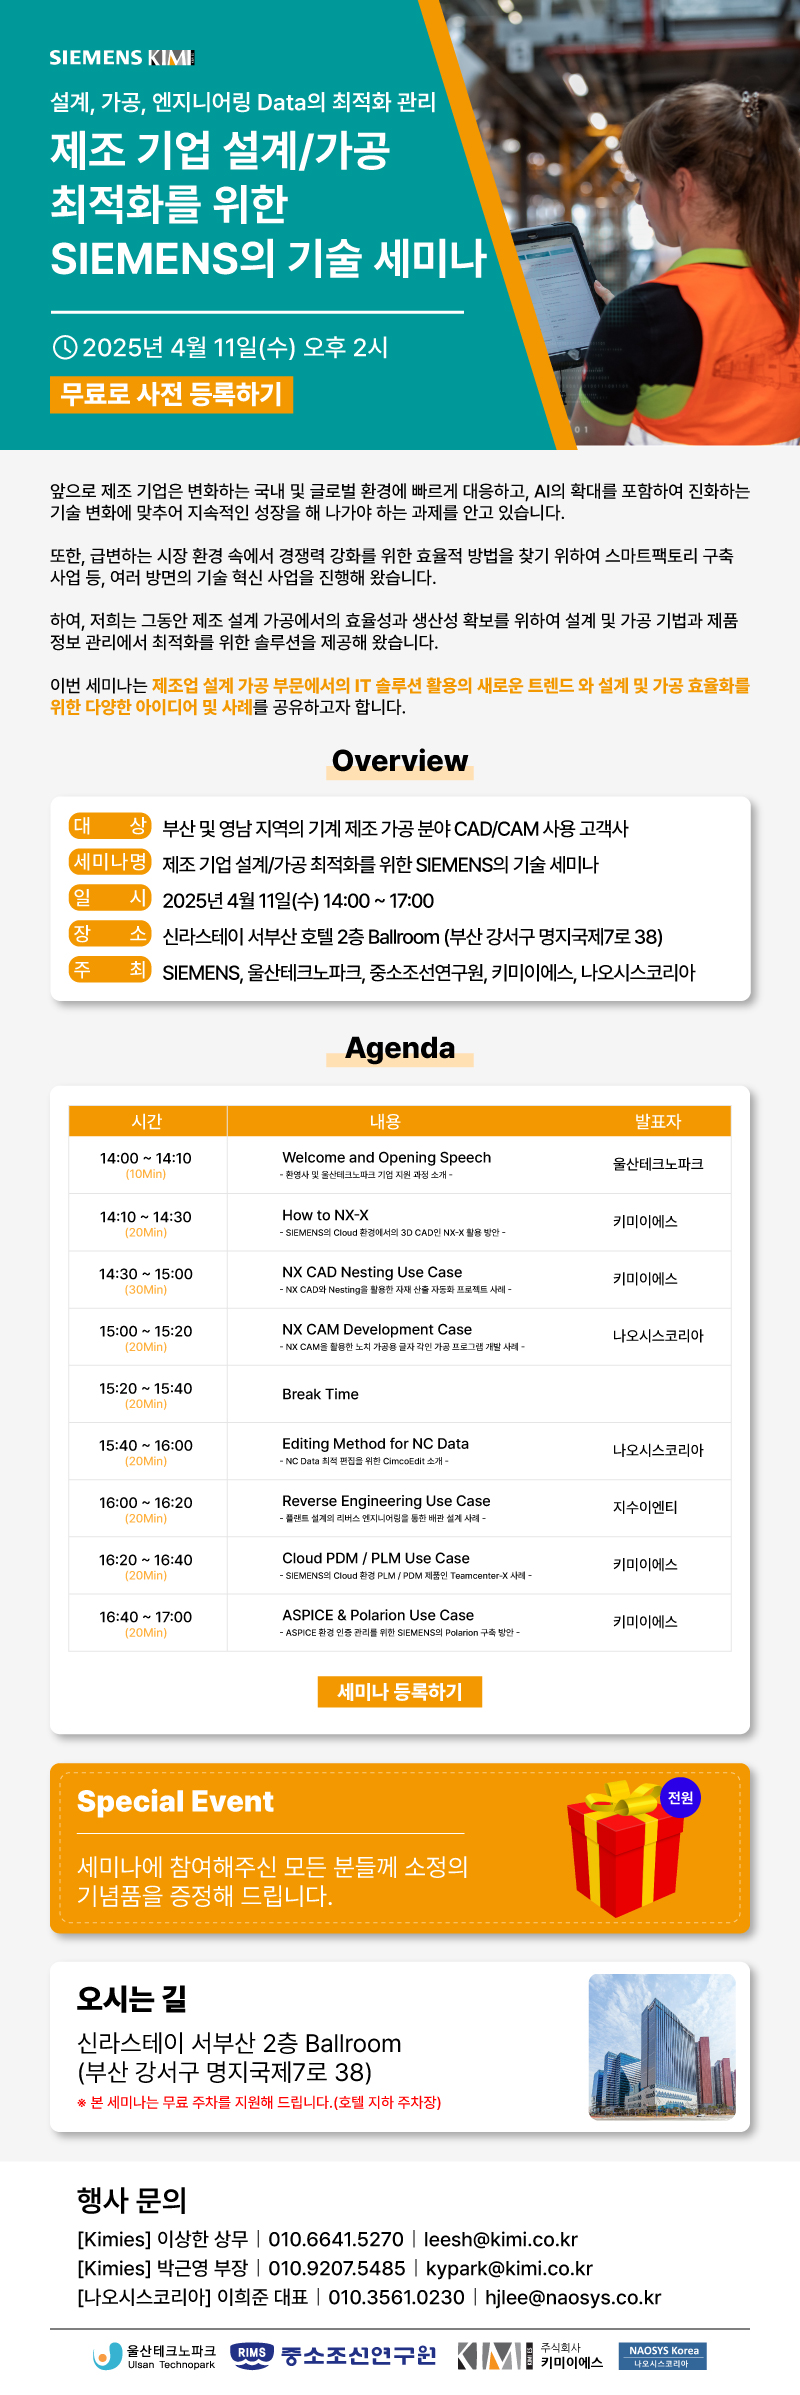 SIEMENS KIMI
설계, 가공, 엔지니어링 Data의 최적화 관리
제조 기업 설계/가공
최적화를 위한
SIEMENS의 기술 세미나
2025년 4월 11일(수) 오후 2시
무료로 사전 등록하기
앞으로 제조 기업은 변화하는 국내 및 글로벌 환경에 빠르게 대응하고, AI의 확대를 포함하여 진화하는
기술 변화에 맞추어 지속적인 성장을 해 나가야 하는 과제를 안고 있습니다.
또한, 급변하는 시장 환경 속에서 경쟁력 강화를 위한 효율적 방법을 찾기 위하여 스마트팩토리 구축
사업 등, 여러 방면의 기술 혁신 사업을 진행해 왔습니다.
하여, 저희는 그동안 제조 설계 가공에서의 효율성과 생산성 확보를 위하여 설계 및 가공 기법과 제품
정보 관리에서 최적화를 위한 솔루션을 제공해 왔습니다.
이번 세미나는 제조업 설계 가공 부문에서의 IT 솔루션 활용의 새로운 트렌드 와 설계 및 가공 효율화를
위한 다양한 아이디어 및 사례를 공유하고자 합니다.
Overview
대 상 부산 및 영남 지역의 기계 제조 가공 분야 CAD/CAM 사용 고객사
세미나명 제조 기업 설계/가공 최적화를 위한 SIEMENS의 기술 세미나
일 시 2025년 4월 11일(수) 14:00 ~ 17:00
장 소 신라스테이 서부산 호텔 2층 Ballroom (부산 강서구 명지국제7로 38)
주 최 SIEMENS, 울산테크노파크, 중소조선연구원, 키미이에스, 나오시스코리아
Agenda
시간 내용 발표자
14:00 ~ 14:10 Welcome and Opening Speech 울산테크노파크
(10Min) - 환영사 및 울산테크노파크 기업 지원 과정 소개 -
14:10 ~ 14:30 How to NX-X 키미이에스
(20Min) - SIEMENS의 Cloud 환경에서의 3D CAD인 NX-X 활용 방안 -
14:30 ~ 15:00 NX CAD Nesting Use Case 키미이에스
(30Min) - NX CAD와 Nesting을 활용한 자재 산출 자동화 프로젝트 사례 -
15:00 ~ 15:20 NX CAM Development Case 나오시스코리아
(20Min) - NX CAM을 활용한 노치 가공용 글자 각인 가공 프로그램 개발 사례 -
15:20 ~ 15:40 Break Time
(20Min)
15:40 ~ 16:00 Editing Method for NC Data 나오시스코리아
(20Min) - NC Data 최적 편집을 위한 CimcoEdit 소개 -
16:00 ~ 16:20 Reverse Engineering Use Case 지수이엔티
(20Min) - 플랜트 설계의 리버스 엔지니어링을 통한 배관 설계 사례 -
16:20 ~ 16:40 Cloud PDM / PLM Use Case 키미이에스
(20Min) - SIEMENS의 Cloud 환경 PLM / PDM 제품인 Teamcenter-X 사례 -
16:40 ~ 17:00 ASPICE & Polarion Use Case 키미이에스
(20Min) - ASPICE 환경 인증 관리를 위한 SIEMENS의 Polarion 구축 방안 -
세미나 등록하기
Special Event
전원
세미나에 참여해주신 모든 분들께 소정의
기념품을 증정해 드립니다.
오시는 길
신라스테이 서부산 2층 Ballroom
(부산 강서구 명지국제7로 38)
※ 본 세미나는 무료 주차를 지원해 드립니다.(호텔 지하 주차장)
행사 문의
[Kimies] 이상한 상무 | 010.6641.5270 | leesh@kimi.co.kr
[Kimies] 박근영 부장 | 010.9207.5485 | kypark@kimi.co.kr
[나오시스코리아] 이희준 대표 | 010.3561.0230 | hjlee@naosys.co.kr
울산테크노파크
Ulsan Technopark
RIMS 중소조선연구원
KIMI KIMI ES 주식회사
키미이에스
NAOSYS Korea
나오시스코리아